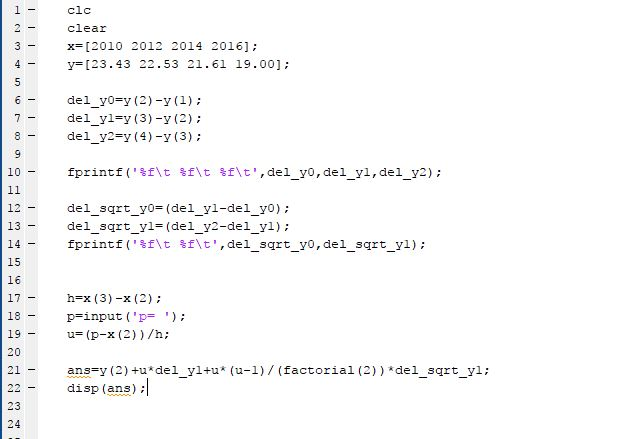 1 - clc
2 - clear
3 - x=[2010 2012 2014 2016];
4 - y=[23.43 22.53 21.61 19.00];
5
6 - del_y0=y(2)-y(1);
7 - del_y1=y(3)-y(2);
8 - del_y2=y(4)-y(3);
9
10 - fprintf('%f\t %f\t %f\t',del_y0,del_y1,del_y2);
11
12 - del_sqrt_y0=(del_y1-del_y0);
13 - del_sqrt_y1=(del_y2-del_y1);
14 - fprintf('%f\t %f\t',del_sqrt_y0,del_sqrt_y1);
15
16
17 - h=x(3)-x(2);
18 - p=input('p= ');
19 - u=(p-x(2))/h;
20
21 - ans=y(2)+u*del_y1+u*(u-1)/(factorial(2))*del_sqrt_y1;
22 - disp(ans);
23
24